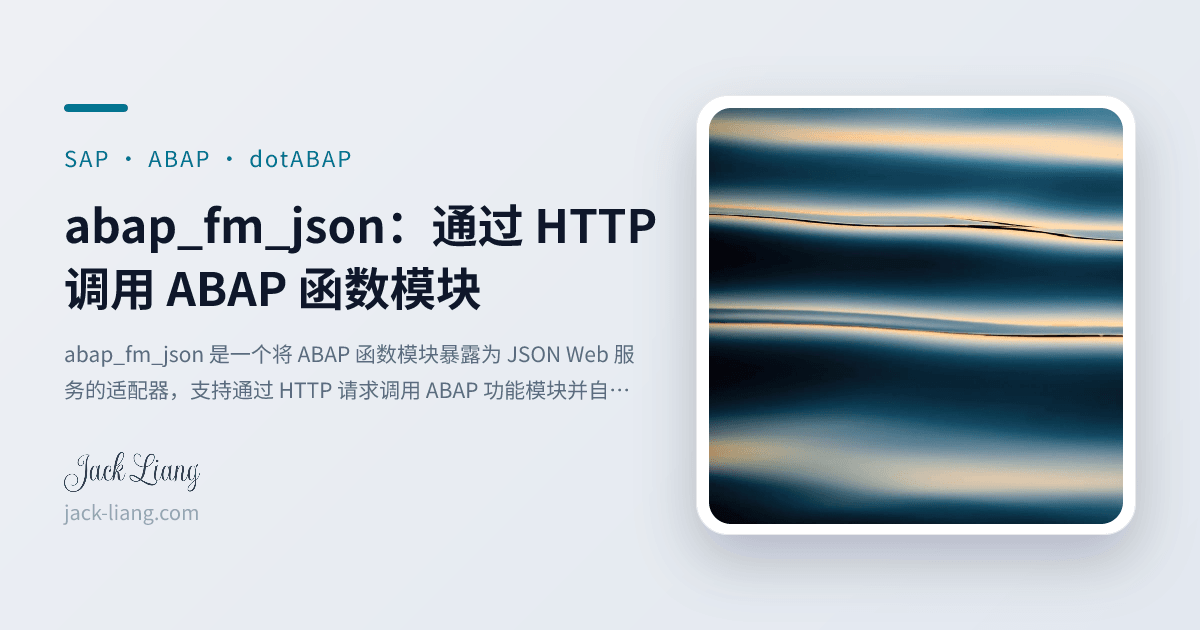 SAP • ABAP • dotABAP
abap_fm_json：通过 HTTP
调用 ABAP 函数模块
abap_fm_json 是一个将 ABAP 函数模块暴露为 JSON Web 服
务的适配器，支持通过 HTTP 请求调用 ABAP 功能模块并自…
Jack Liang
jack-liang.com